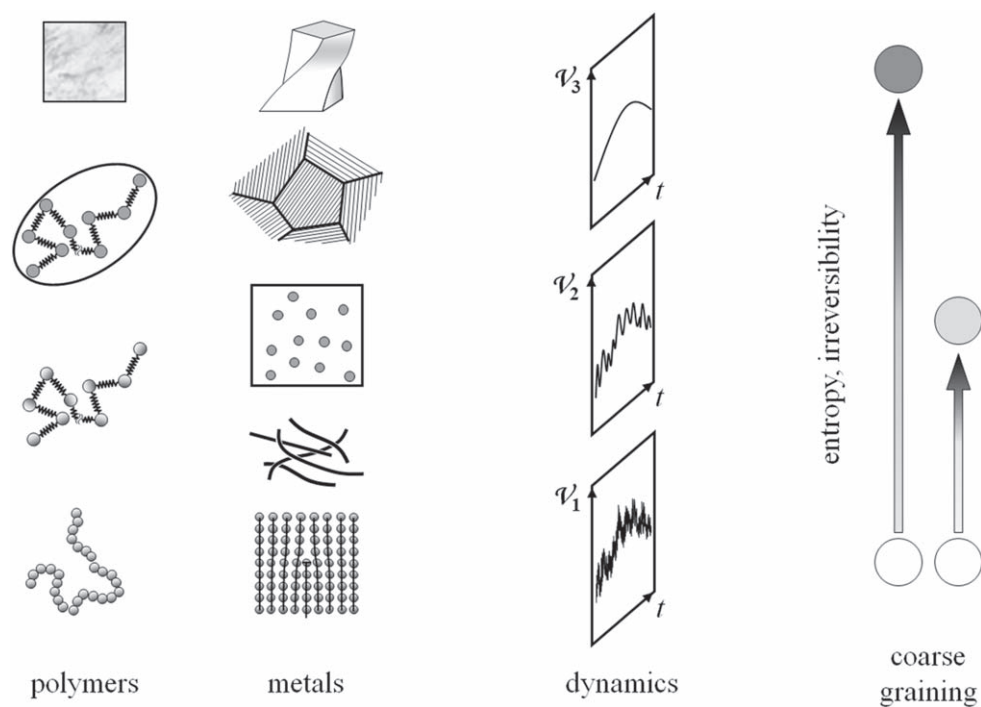 𝒱3
t
𝒱2
t
𝒱1
t
entropy, irreversibility
polymers
metals
dynamics
coarse
graining